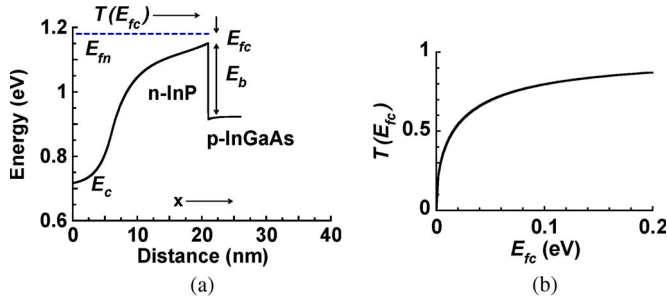 T(E_fc)
1.2
E_fn
E_fc
E_b
1
n-InP
p-InGaAs
0.8
E_c
x
0.6
0 10 20 30 40
Energy (eV)
Distance (nm)
(a)
1
0.5
0
0 0.1 0.2
T(E_fc)
E_fc (eV)
(b)